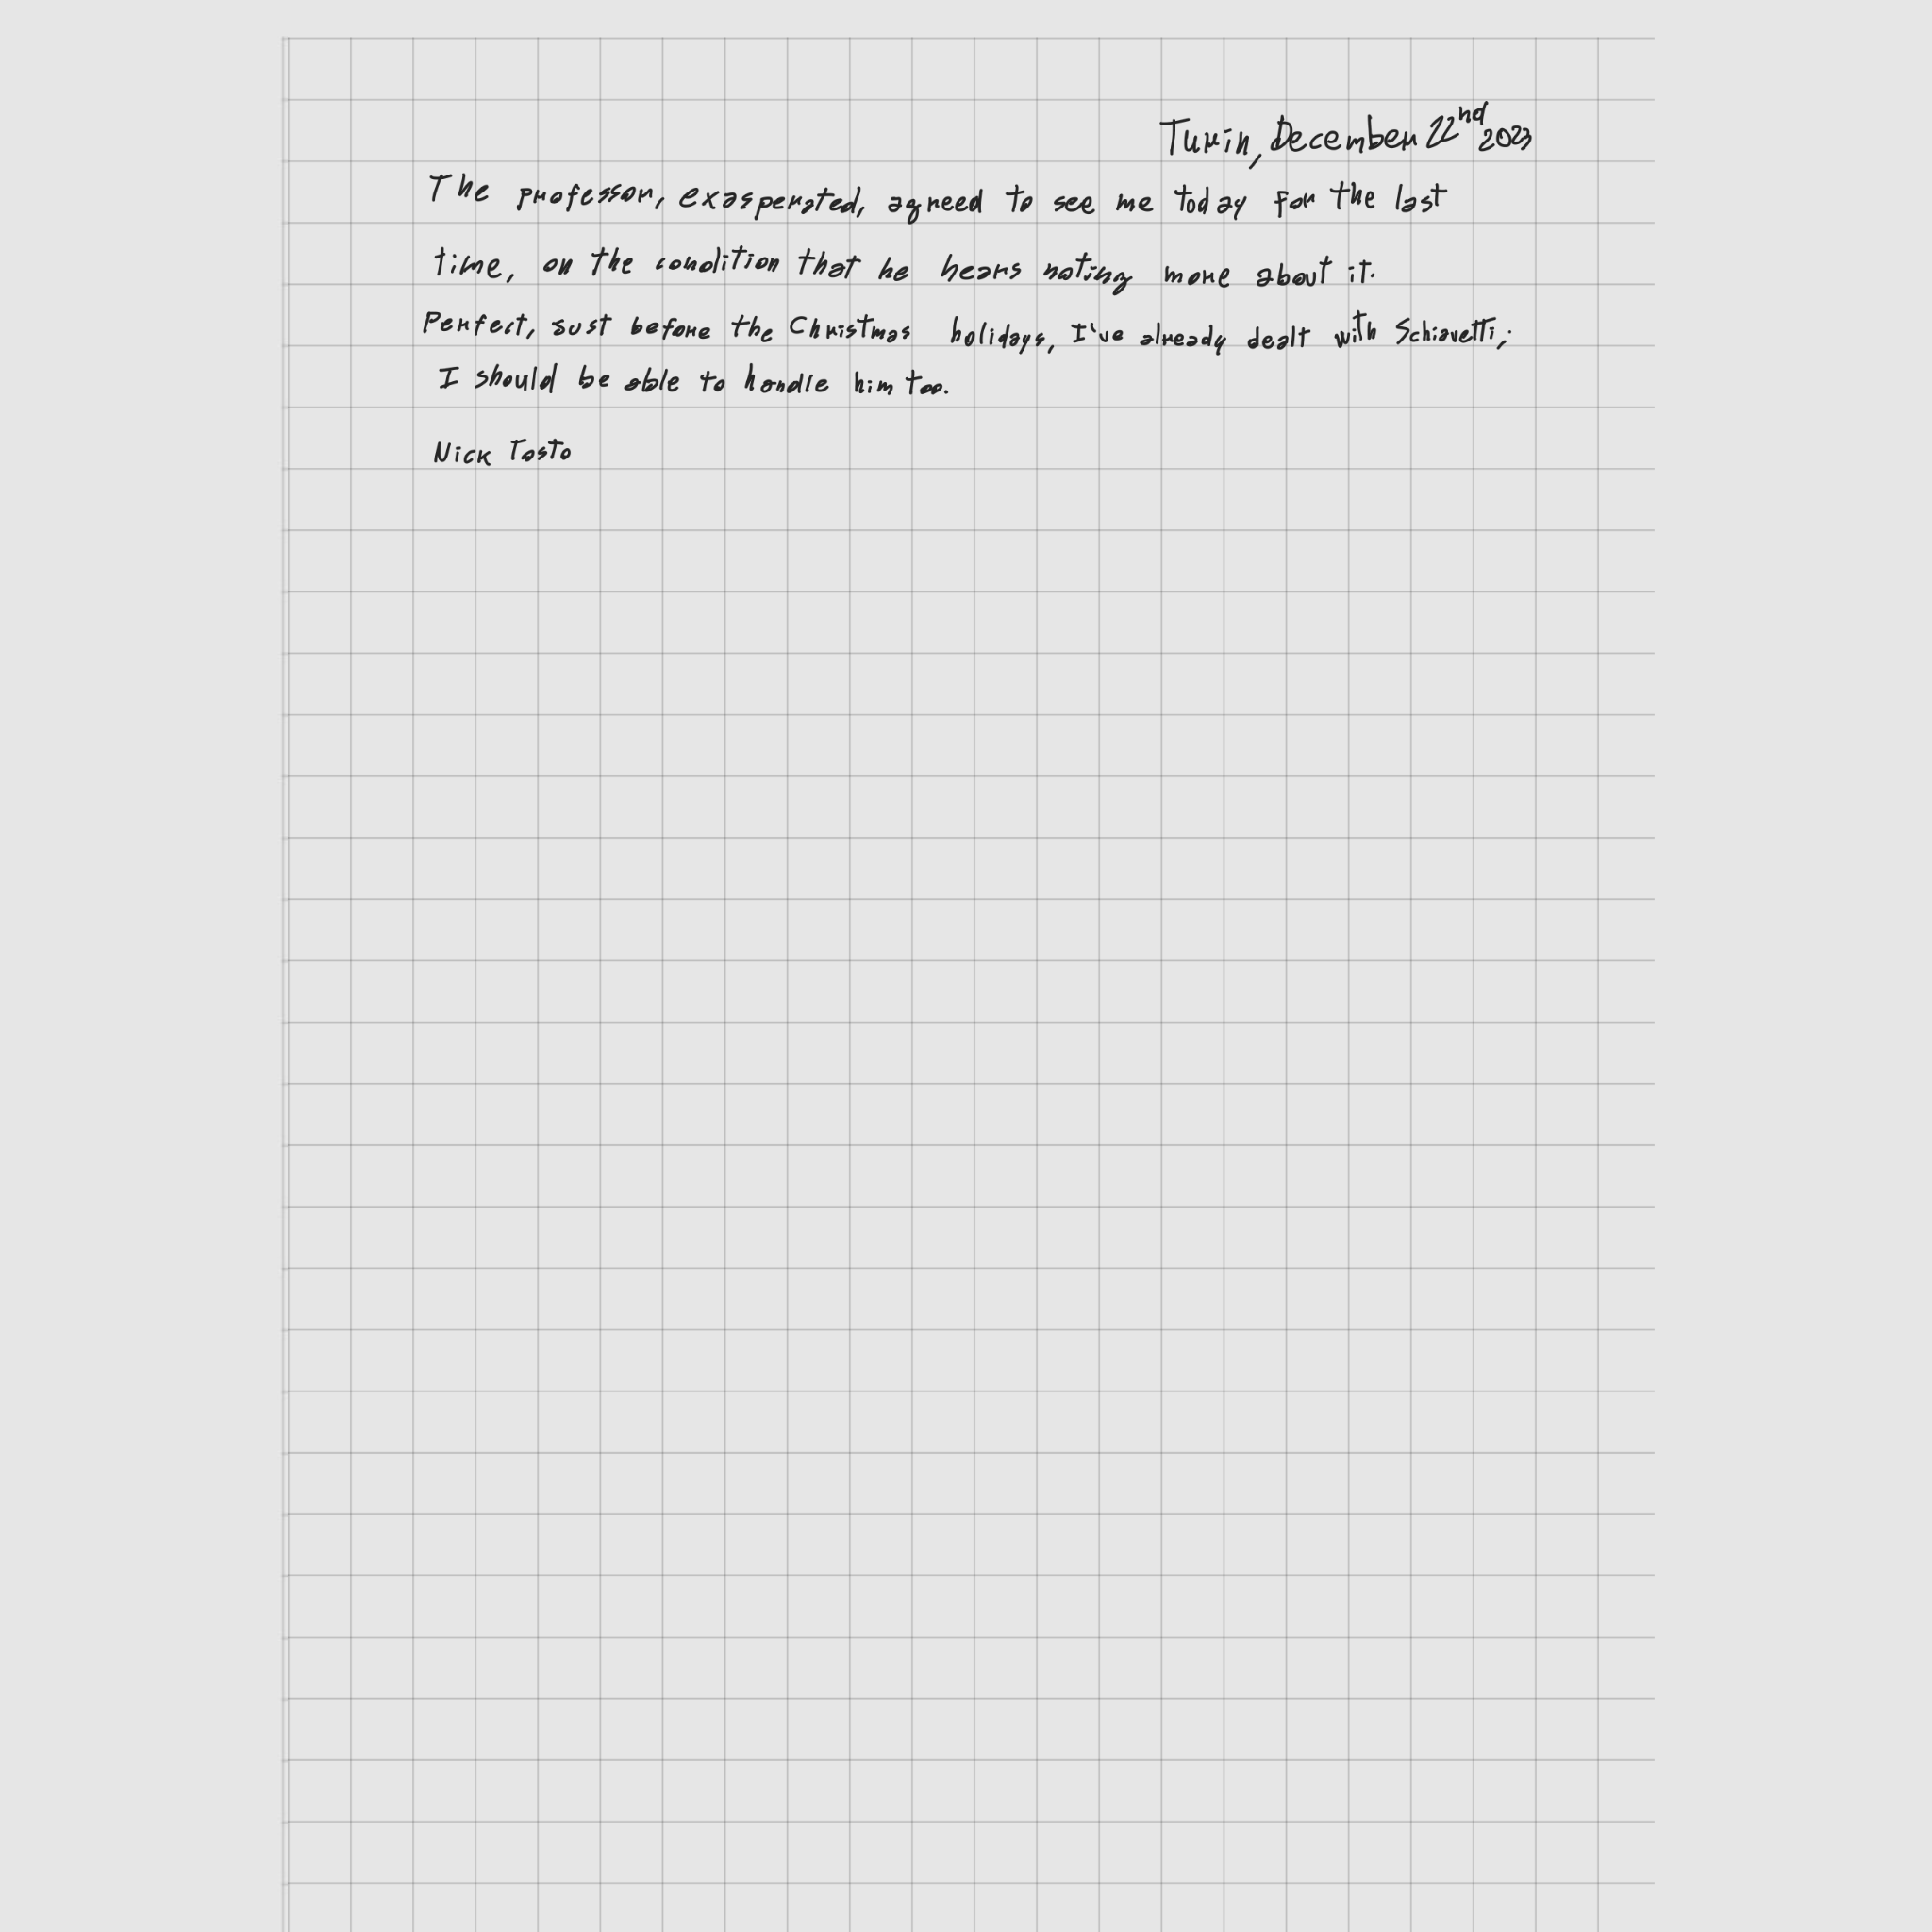 Turin, December 22nd 2023
The professor, exasperated, agreed to see me today for the last
time, on the condition that he hears noting more about it.
Perfect, sust before the Christmas holidays, I've already dealt with Schiavetti;
I should be able to handle him too.
Nick Tosto